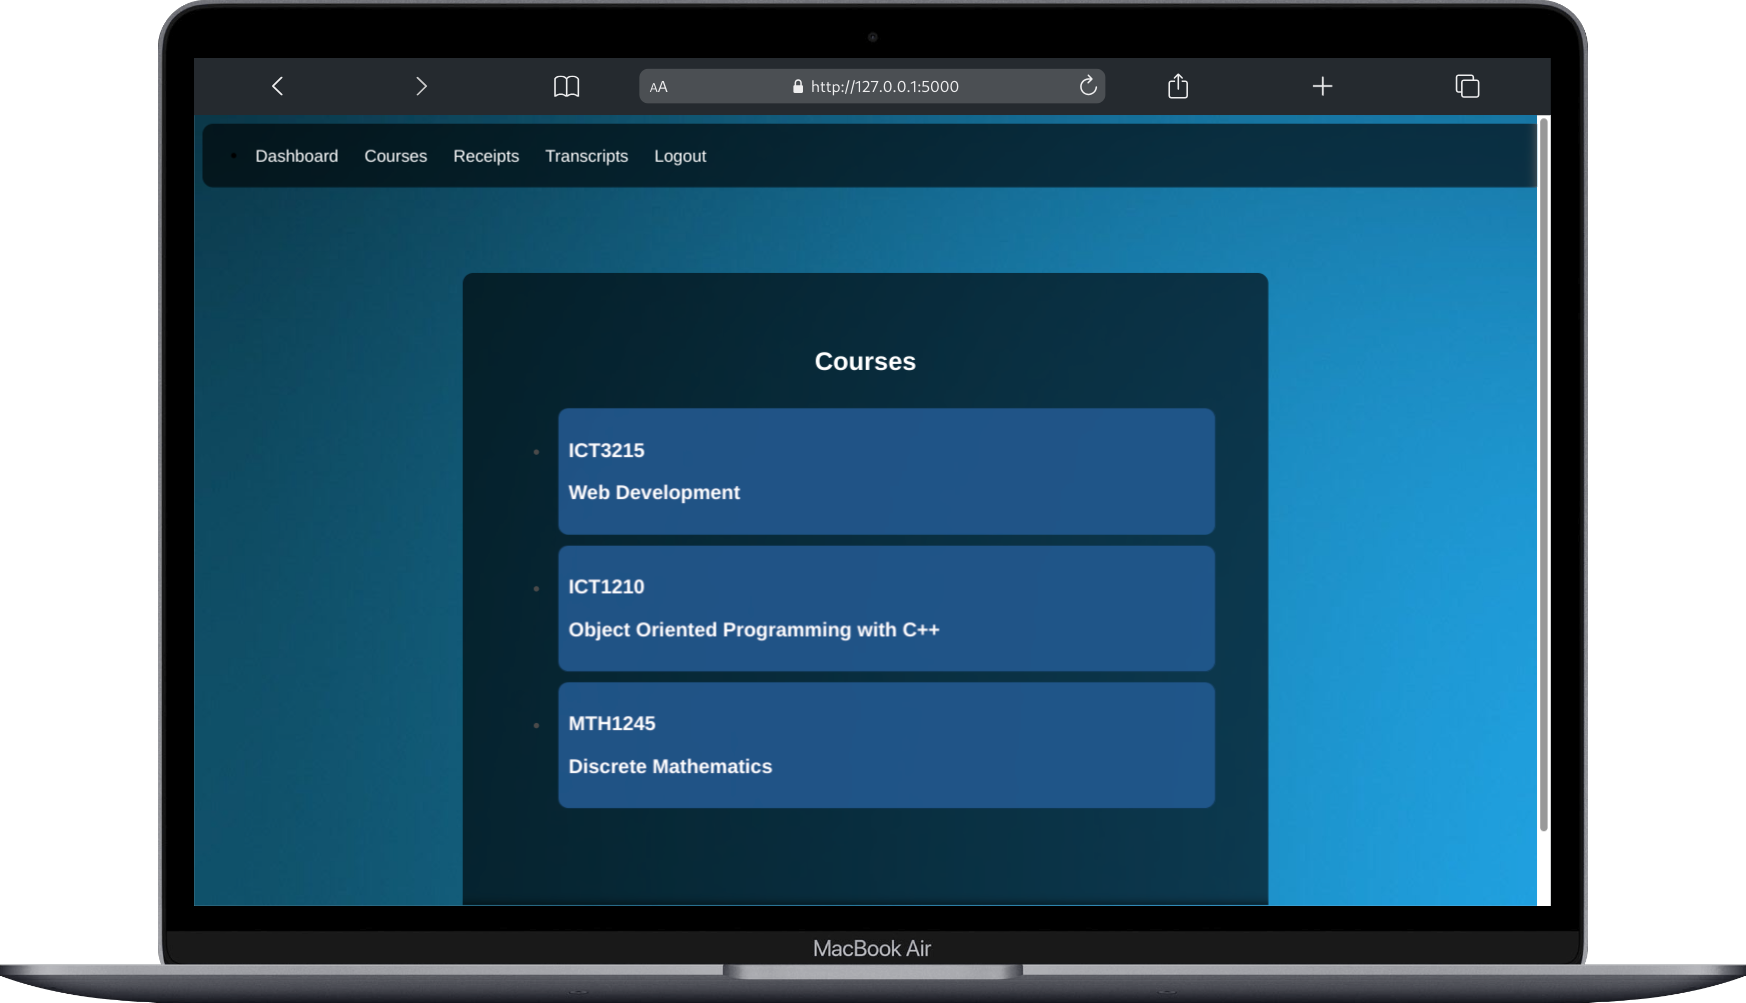 AA http://127.0.0.1:5000
Dashboard Courses Receipts Transcripts Logout
Courses
ICT3215
Web Development
ICT1210
Object Oriented Programming with C++
MTH1245
Discrete Mathematics
MacBook Air